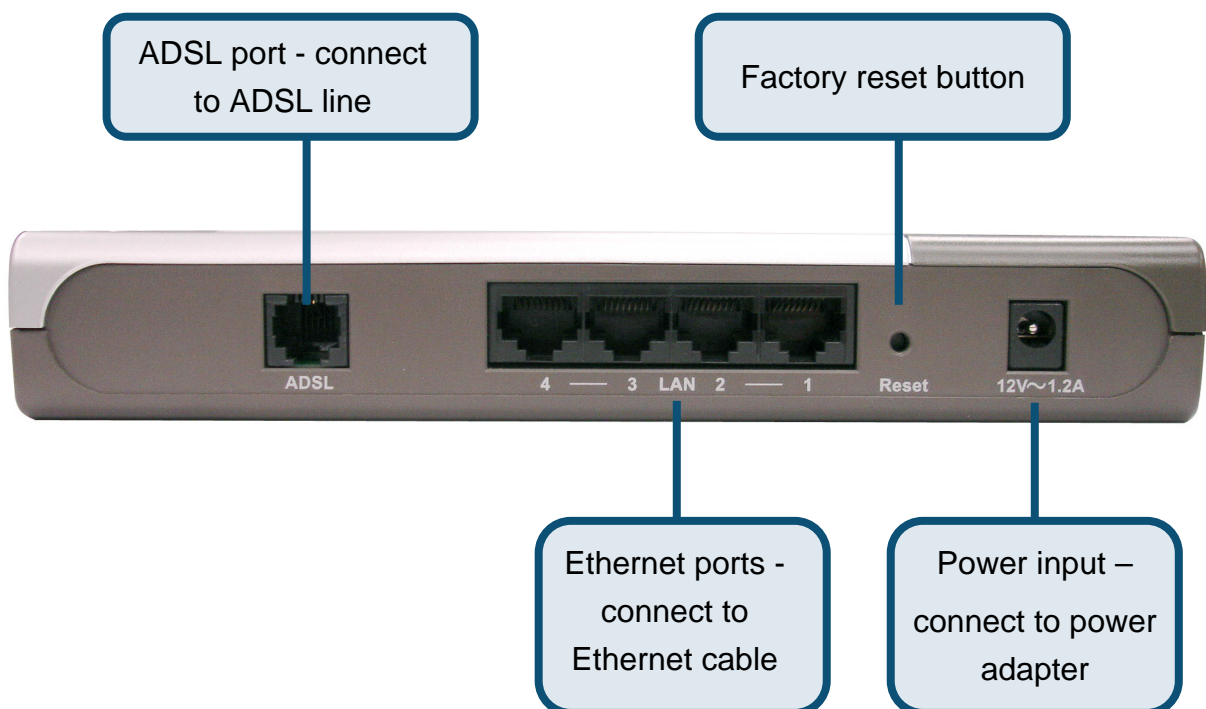 ADSL port - connect
to ADSL line
Factory reset button
ADSL
4 3 LAN 2 1
Reset
12V～1.2A
Ethernet ports -
connect to
Ethernet cable
Power input –
connect to power
adapter